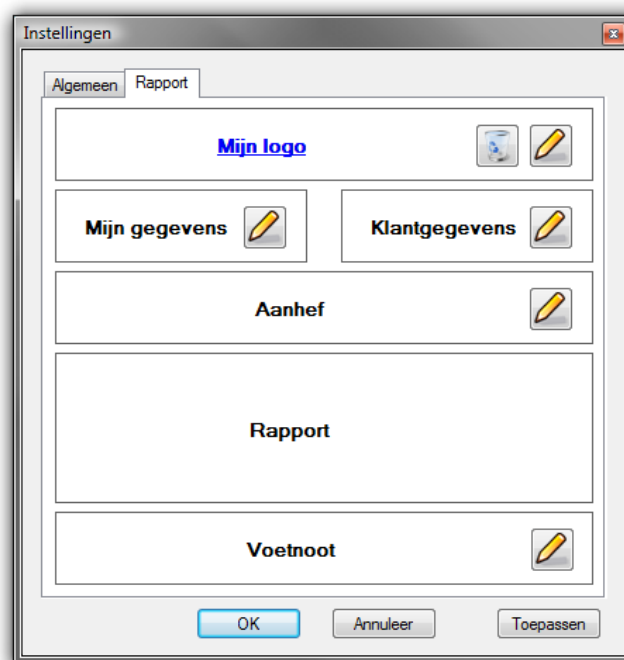 Instellingen
Algemeen Rapport
Mijn logo
Mijn gegevens Klantgegevens
Aanhef
Rapport
Voetnoot
OK Annuleer Toepassen